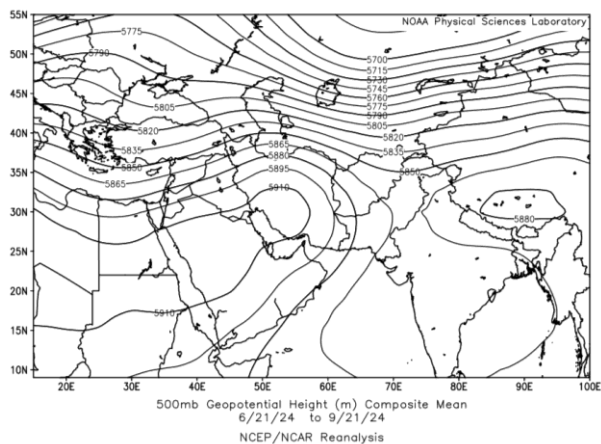 NOAA Physical Sciences Laboratory
55N
50N
45N
40N
35N
30N
25N
20N
15N
10N
5775
5790
5805
5820
5835
5850
5865
5700
5715
5730
5745
5760
5775
5790
5805
5820
5835
5850
5865
5880
5895
5910
5880
5910
20E
30E
40E
50E
60E
70E
80E
90E
100E
500mb Geopotential Height (m) Composite Mean
6/21/24 to 9/21/24
NCEP/NCAR Reanalysis